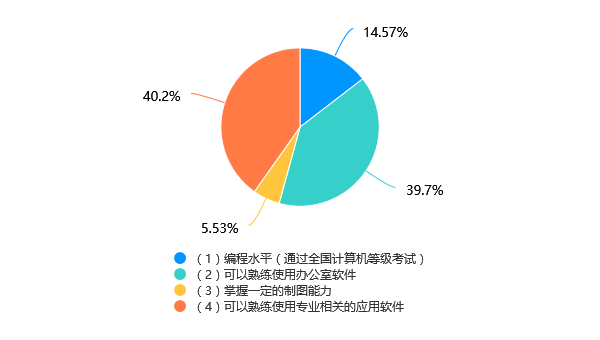 14.57%
40.2%
39.7%
5.53%
（1）编程水平（通过全国计算机等级考试）
（2）可以熟练使用办公室软件
（3）掌握一定的制图能力
（4）可以熟练使用专业相关的应用软件